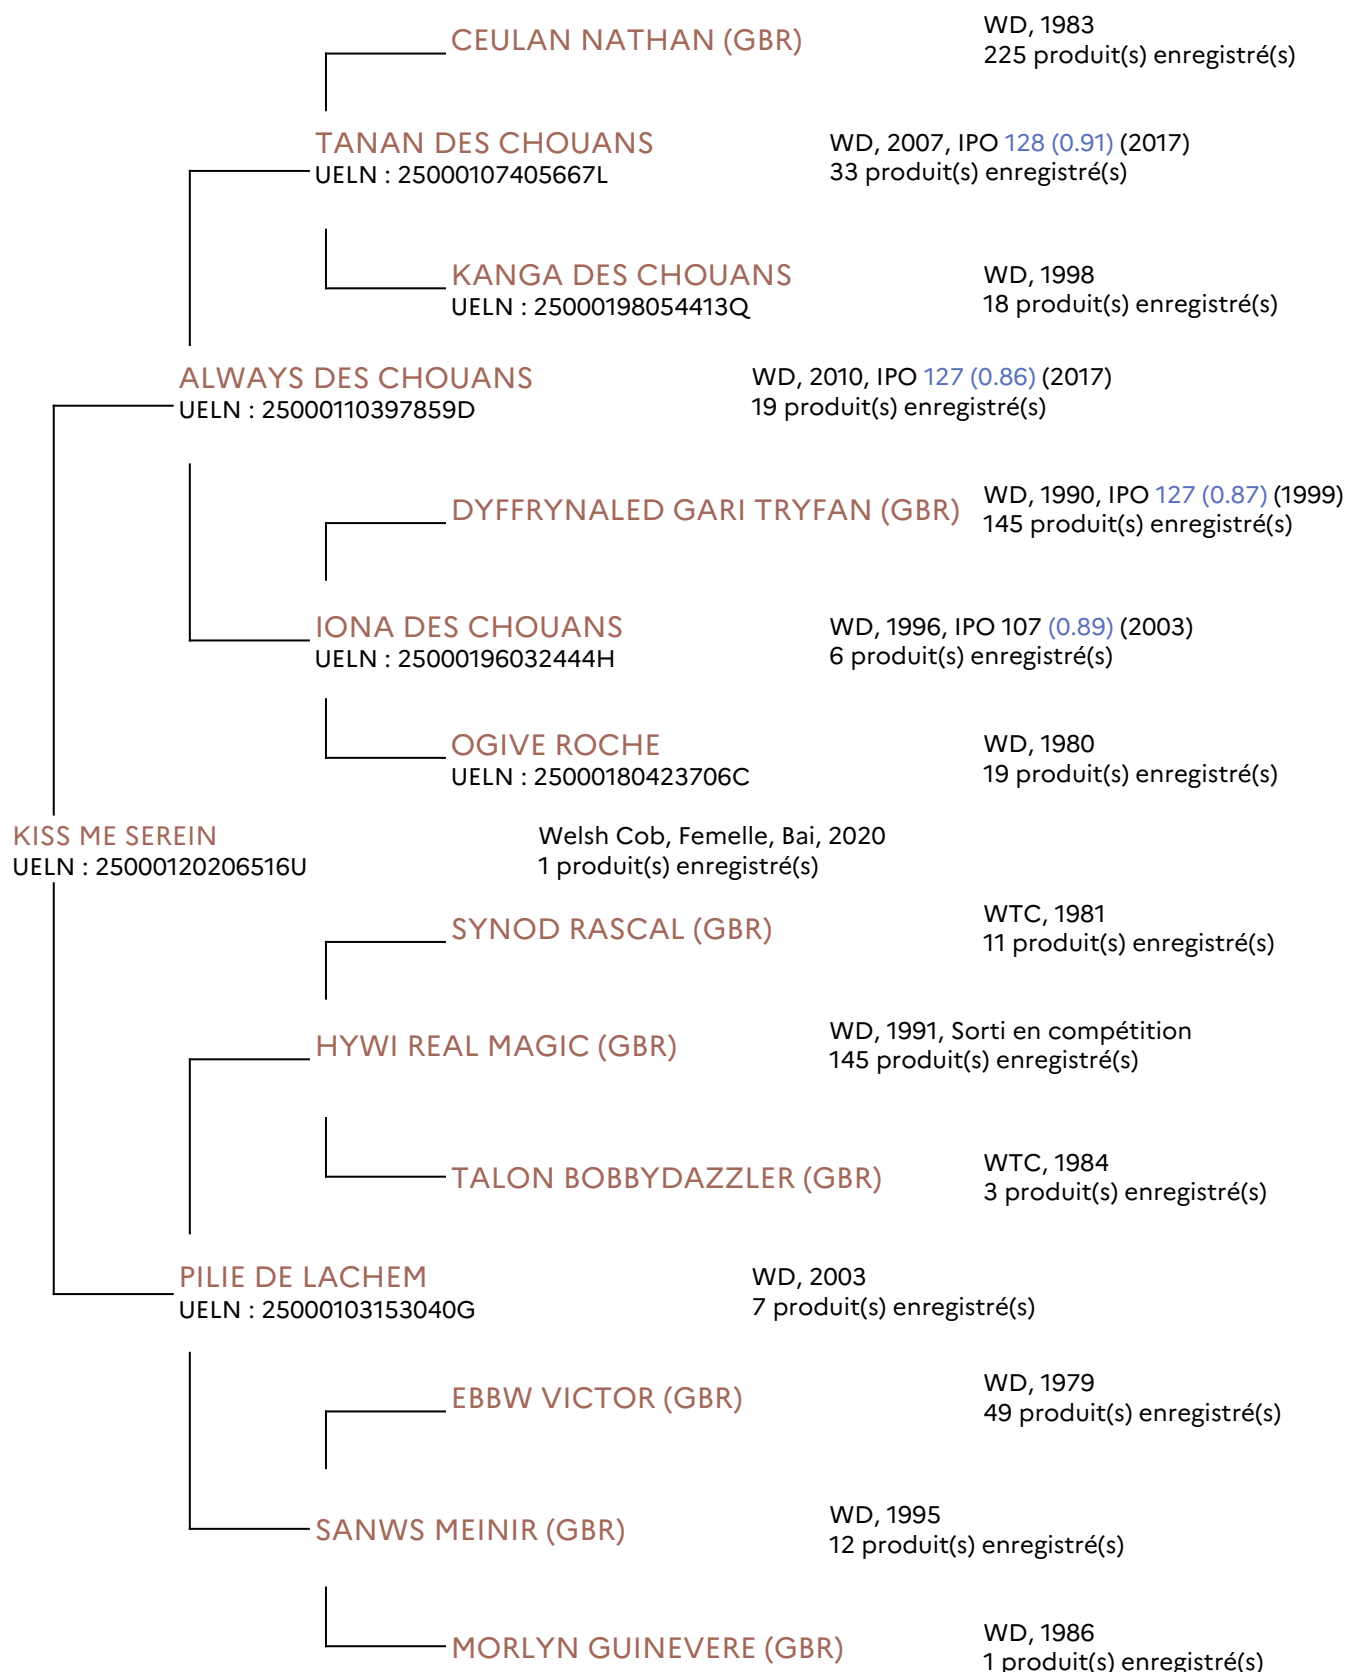 CEULAN NATHAN (GBR)
WD, 1983
225 produit(s) enregistré(s)
TANAN DES CHOUANS
UELN : 25000107405667L
WD, 2007, IPO 128 (0.91) (2017)
33 produit(s) enregistré(s)
KANGA DES CHOUANS
UELN : 25000198054413Q
WD, 1998
18 produit(s) enregistré(s)
ALWAYS DES CHOUANS
UELN : 25000110397859D
WD, 2010, IPO 127 (0.86) (2017)
19 produit(s) enregistré(s)
DYFFRYNALED GARI TRYFAN (GBR)
WD, 1990, IPO 127 (0.87) (1999)
145 produit(s) enregistré(s)
IONA DES CHOUANS
UELN : 25000196032444H
WD, 1996, IPO 107 (0.89) (2003)
6 produit(s) enregistré(s)
OGIVE ROCHE
UELN : 25000180423706C
WD, 1980
19 produit(s) enregistré(s)
KISS ME SEREIN
UELN : 25000120206516U
Welsh Cob, Femelle, Bai, 2020
1 produit(s) enregistré(s)
SYNOD RASCAL (GBR)
WTC, 1981
11 produit(s) enregistré(s)
HYWI REAL MAGIC (GBR)
WD, 1991, Sorti en compétition
145 produit(s) enregistré(s)
TALON BOBBYDAZZLER (GBR)
WTC, 1984
3 produit(s) enregistré(s)
PILIE DE LACHEM
UELN : 25000103153040G
WD, 2003
7 produit(s) enregistré(s)
EBBW VICTOR (GBR)
WD, 1979
49 produit(s) enregistré(s)
SANWS MEINIR (GBR)
WD, 1995
12 produit(s) enregistré(s)
MORLYN GUINEVERE (GBR)
WD, 1986
1 produit(s) enregistré(s)